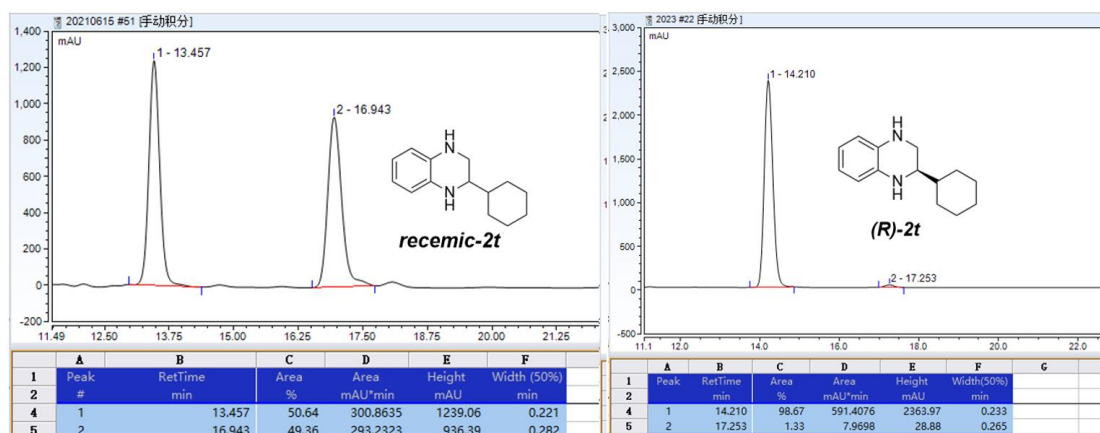 20210615 #51 [手动积分]
mAU
1,400
1,200
1,000
800
600
400
200
0
-200
1 - 13.457
2 - 16.943
H
N
N
H
recemic-2t
11.49 12.50 13.75 15.00 16.25 17.50 18.75 20.00 21.25
A B C D E F
1 Peak RetTime Area Area Height Width (50%)
2 # min % mAU*min mAU min
4 1 13.457 50.64 300.8635 1239.06 0.221
5 2 16.943 49.36 293.2323 936.39 0.282
2023 #22 [手动积分]
mAU
3,000
2,500
2,000
1,500
1,000
500
0
-500
1 - 14.210
2 - 17.253
H
N
N
H
(R)-2t
11.1 12.0 14.0 16.0 18.0 20.0 22.0
A B C D E F G
1 Peak RetTime Area Area Height Width(50%)
2 min % mAU*min mAU min
4 1 14.210 98.67 591.4076 2363.97 0.233
5 2 17.253 1.33 7.9698 28.88 0.265